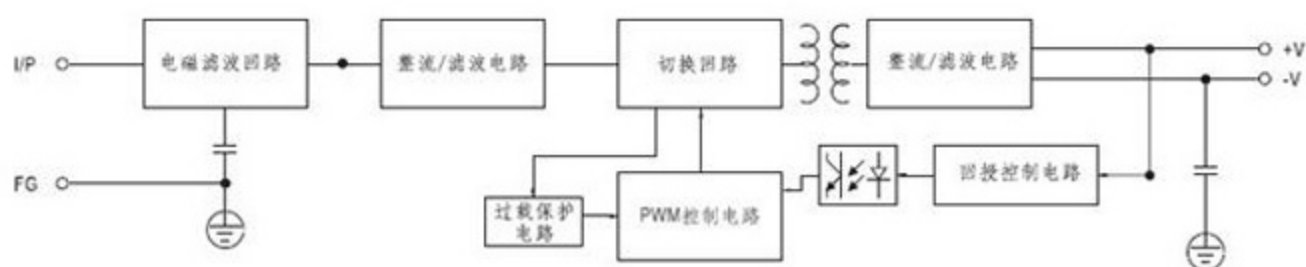 I/P
电磁滤波回路
整流/滤波电路
切换回路
整流/滤波电路
+V
-V
FG
过载保护
电路
PWM控制电路
回授控制电路